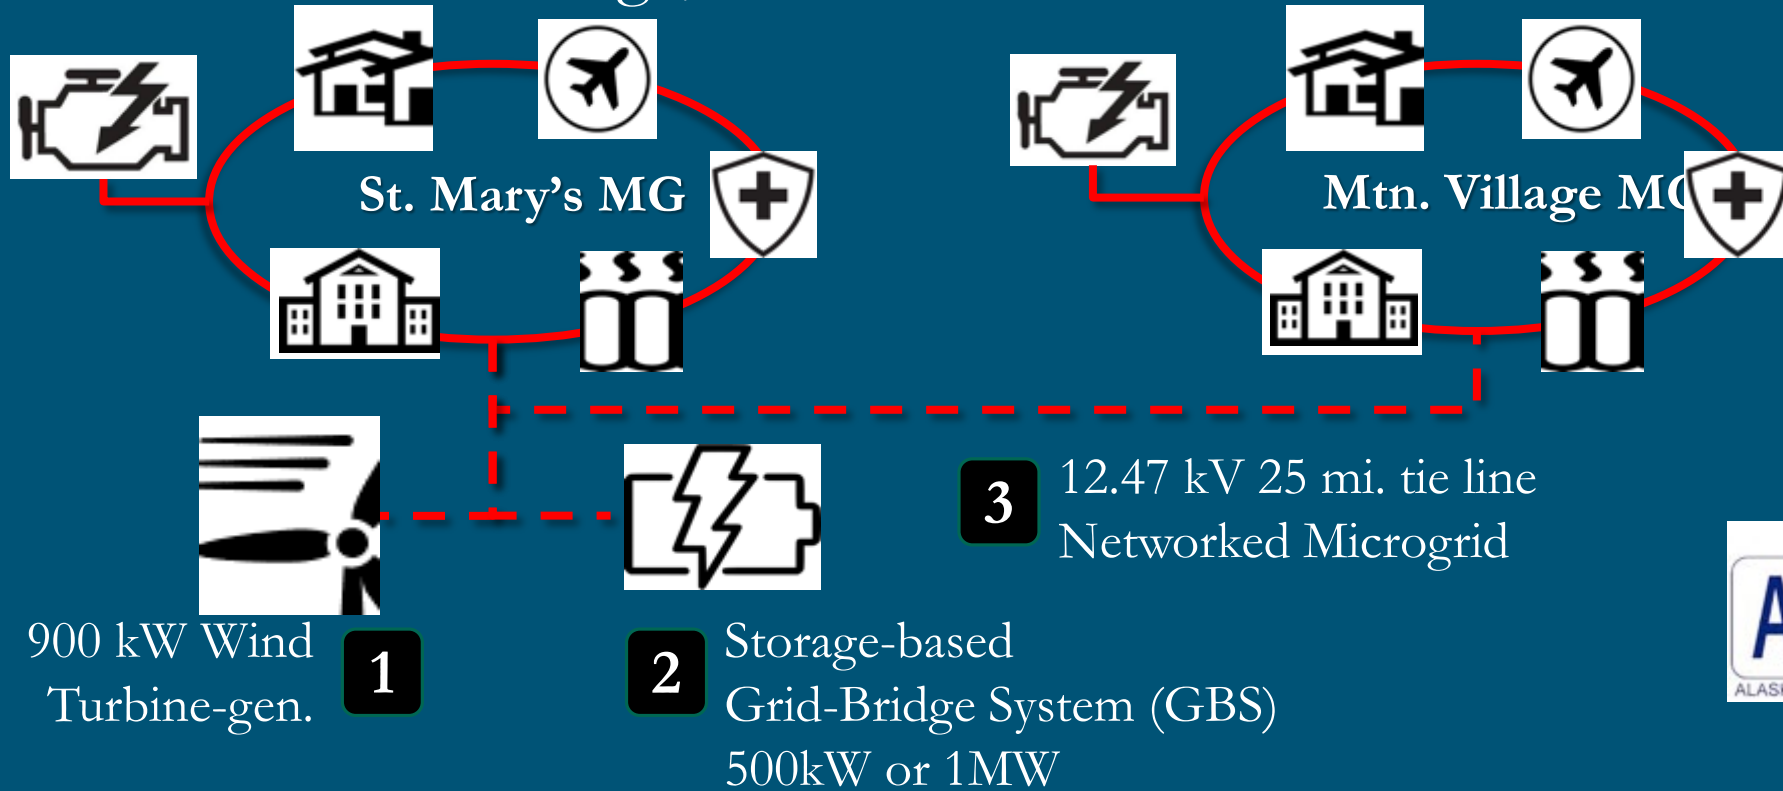 St. Mary’s MG
Mtn. Village
3
12.47 kV 25 mi. tie line
Networked Microgrid
900 kW Wind
Turbine-gen.
1
2
Storage-based
Grid-Bridge System (GBS)
500kW or 1MW